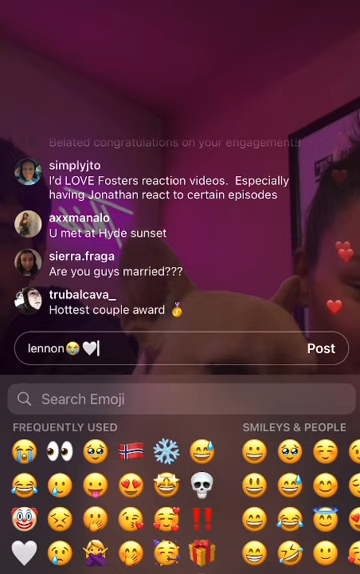 Belated congratulations on your engagement!!
simplyjto
I'd LOVE Fosters reaction videos.  Especially
having Jonathan react to certain episodes
axxmanalo
U met at Hyde sunset
sierra.fraga
Are you guys married???
trubalcava_
Hottest couple award 🥇
lennon😭🤍
Post
Search Emoji
FREQUENTLY USED
SMILEYS & PEOPLE